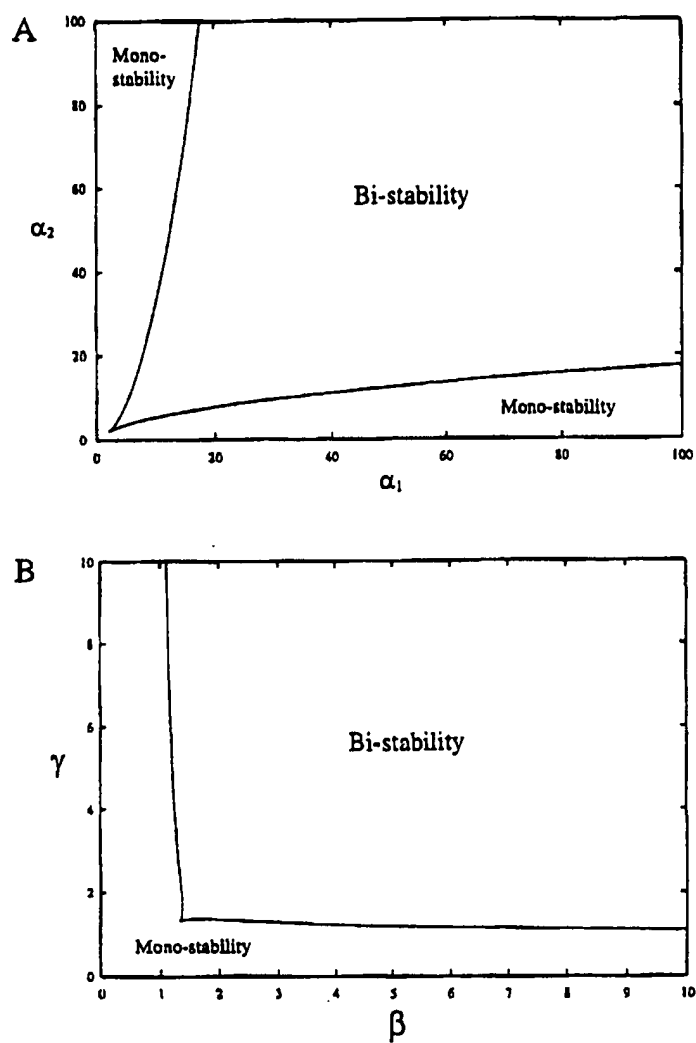 A
100
Mono-
stability
80
Bi-stability
60
α₂
40
20
Mono-stability
0
0 20 40 60 80 100
α₁
B
10
8
6
Bi-stability
γ
4
2
Mono-stability
0
0 1 2 3 4 5 6 7 8 9 10
β